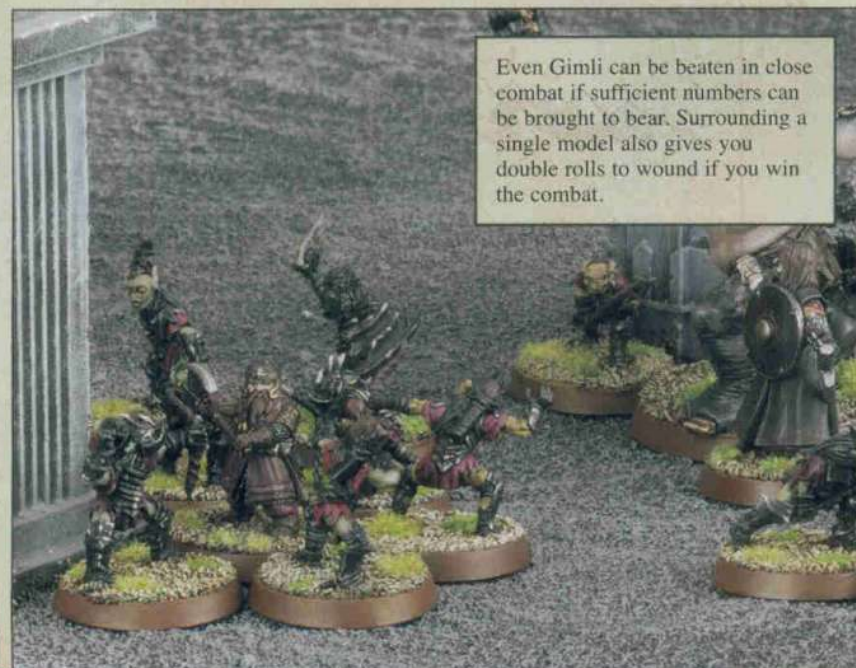 Even Gimli can be beaten in close
combat if sufficient numbers can
be brought to bear. Surrounding a
single model also gives you
double rolls to wound if you win
the combat.